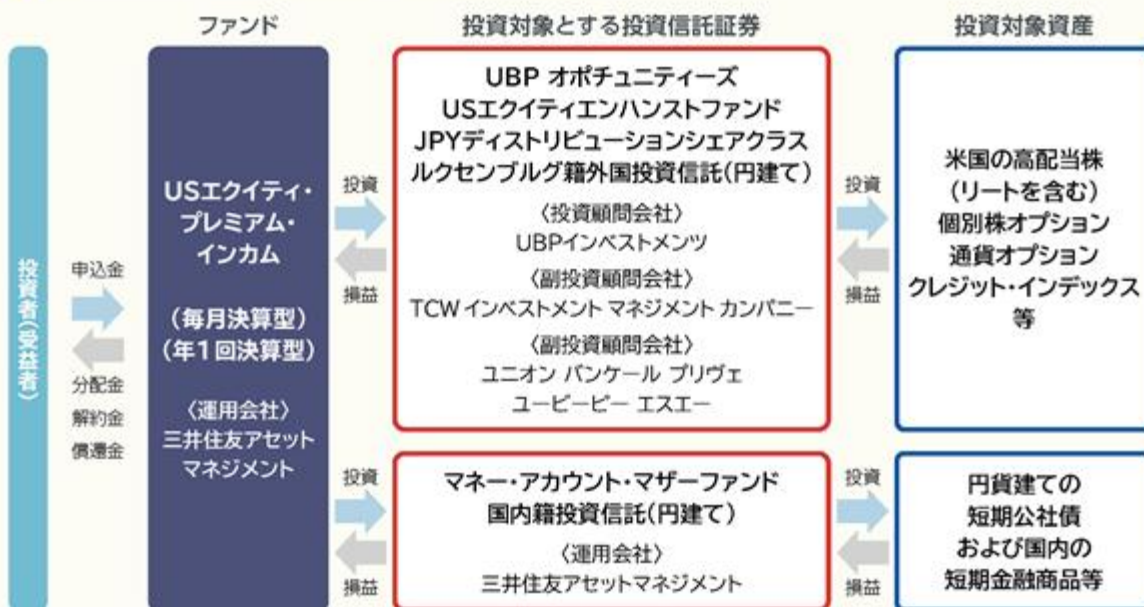 ファンド
投資対象とする投資信託証券
投資対象資産
投資者(受益者)
申込金
分配金
解約金
償還金
USエクイティ・
プレミアム・
インカム
(毎月決算型)
(年1回決算型)
〈運用会社〉
三井住友アセット
マネジメント
投資
損益
UBP オポチュニティーズ
USエクイティエンハンストファンド
JPYディストリビューションシェアクラス
ルクセンブルグ籍外国投資信託(円建て)
〈投資顧問会社〉
UBPインベストメンツ
〈副投資顧問会社〉
TCW インベストメント マネジメント カンパニー
〈副投資顧問会社〉
ユニオン バンケール プリヴェ
ユービーピー エスエー
投資
損益
米国の高配当株
(リートを含む)
個別株オプション
通貨オプション
クレジット・インデックス
等
投資
損益
マネー・アカウント・マザーファンド
国内籍投資信託(円建て)
〈運用会社〉
三井住友アセットマネジメント
投資
損益
円貨建ての
短期公社債
および国内の
短期金融商品等